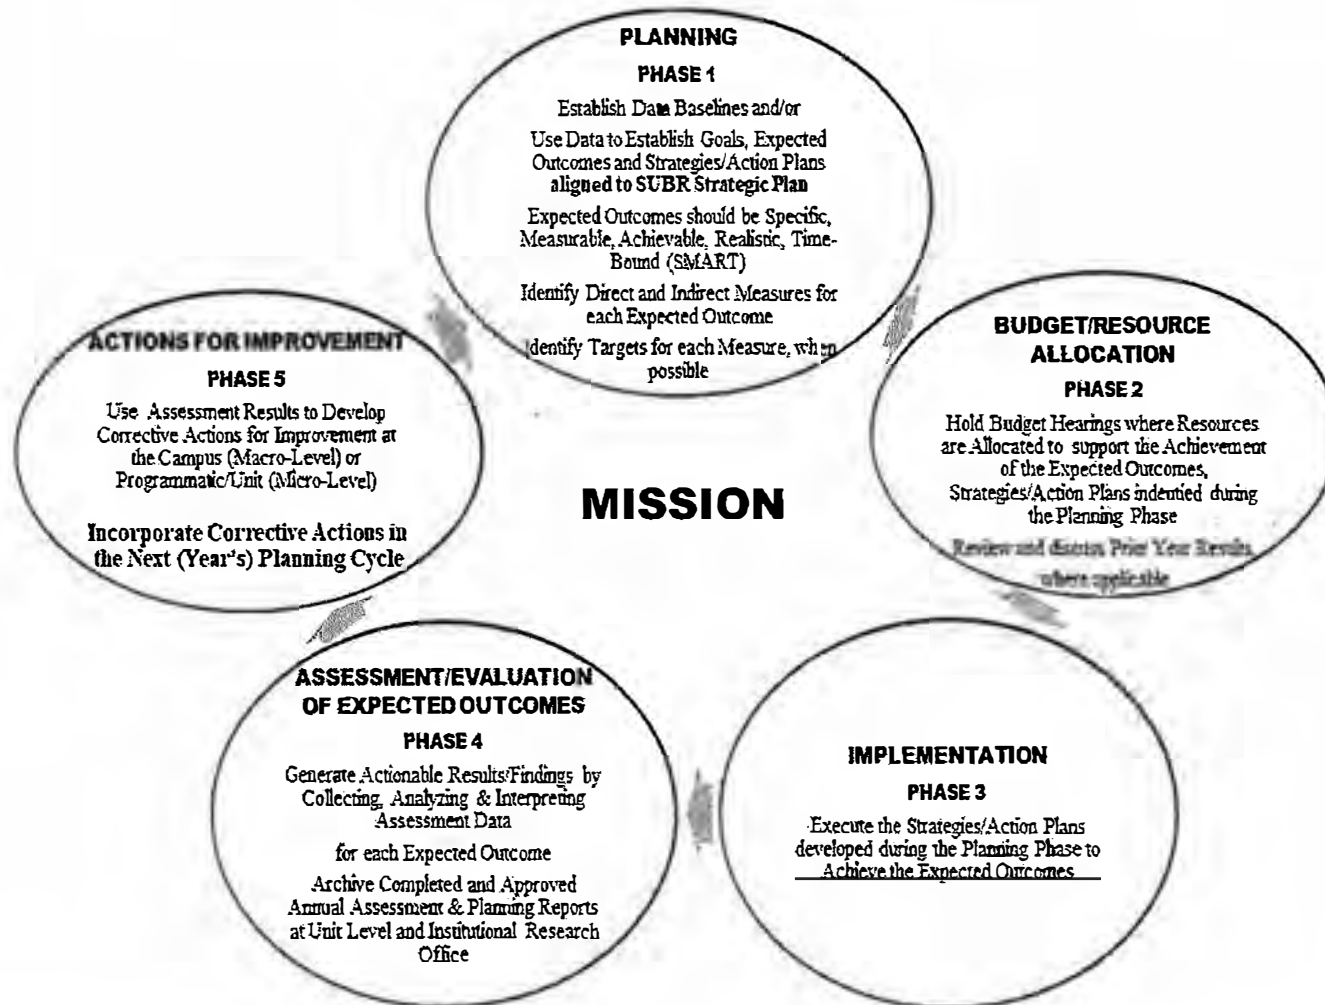 PLANNING
PHASE 1
Establish Data Baselines and/or
Use Data to Establish Goals, Expected
Outcomes and Strategies/Action Plans
aligned to SUBR Strategic Plan
Expected Outcomes should be Specific,
Measurable, Achievable, Realistic, Time-
Bound (SMART)
Identify Direct and Indirect Measures for
each Expected Outcome
Identify Targets for each Measure, when
possible
BUDGET/RESOURCE
ALLOCATION
PHASE 2
Hold Budget Hearings where Resources
are Allocated to support the Achievement
of the Expected Outcomes,
Strategies/Action Plans indentied during
the Planning Phase
Review and discuss Prior Year Results,
where applicable
IMPLEMENTATION
PHASE 3
Execute the Strategies/Action Plans
developed during the Planning Phase to
Achieve the Expected Outcomes
ASSESSMENT/EVALUATION
OF EXPECTED OUTCOMES
PHASE 4
Generate Actionable Results/Findings by
Collecting, Analyzing & Interpreting
Assessment Data
for each Expected Outcome
Archive Completed and Approved
Annual Assessment & Planning Reports
at Unit Level and Institutional Research
Office
ACTIONS FOR IMPROVEMENT
PHASE 5
Use Assessment Results to Develop
Corrective Actions for Improvement at
the Campus (Macro-Level) or
Programmatic/Unit (Micro-Level)
Incorporate Corrective Actions in
the Next (Year's) Planning Cycle
MISSION